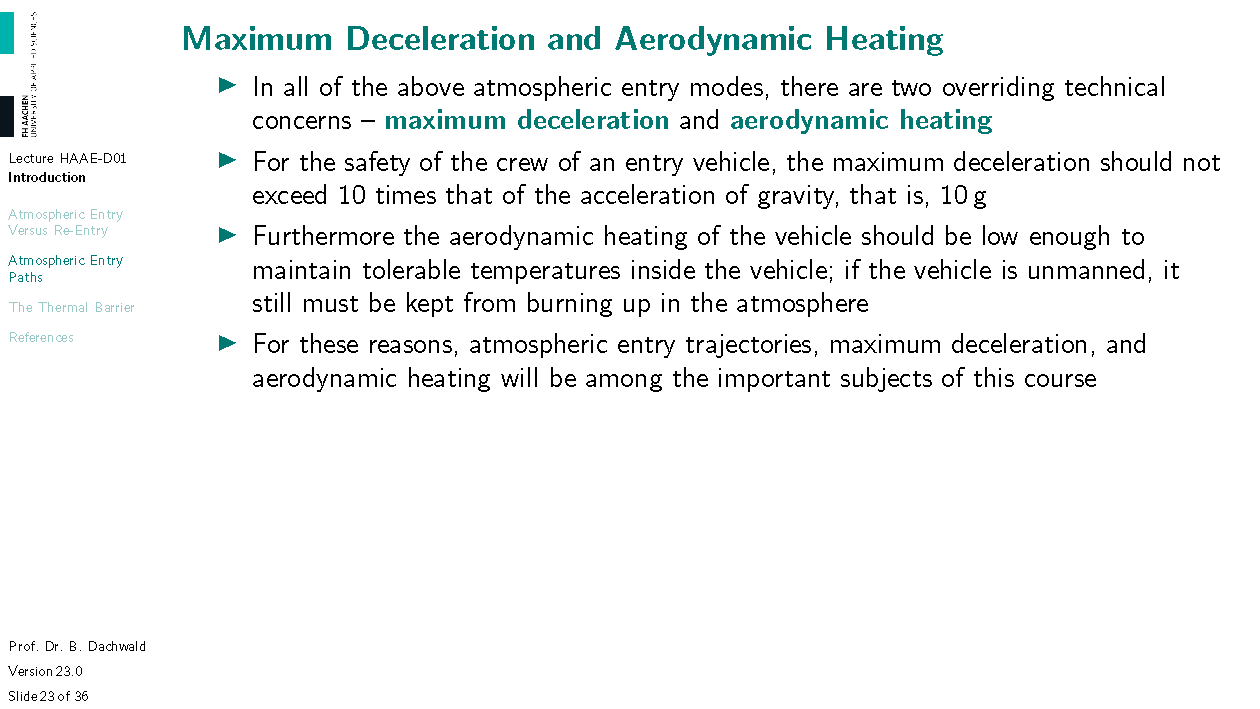 FH AACHEN
UNIVERSITY OF APPLIED SCIENCES
Lecture HAAE-D01
Introduction
Atmospheric Entry
Versus Re-Entry
Atmospheric Entry
Paths
The Thermal Barrier
References
Maximum Deceleration and Aerodynamic Heating
▶ In all of the above atmospheric entry modes, there are two overriding technical
concerns – maximum deceleration and aerodynamic heating
▶ For the safety of the crew of an entry vehicle, the maximum deceleration should not
exceed 10 times that of the acceleration of gravity, that is, 10 g
▶ Furthermore the aerodynamic heating of the vehicle should be low enough to
maintain tolerable temperatures inside the vehicle; if the vehicle is unmanned, it
still must be kept from burning up in the atmosphere
▶ For these reasons, atmospheric entry trajectories, maximum deceleration, and
aerodynamic heating will be among the important subjects of this course
Prof. Dr. B. Dachwald
Version 23.0
Slide 23 of 36